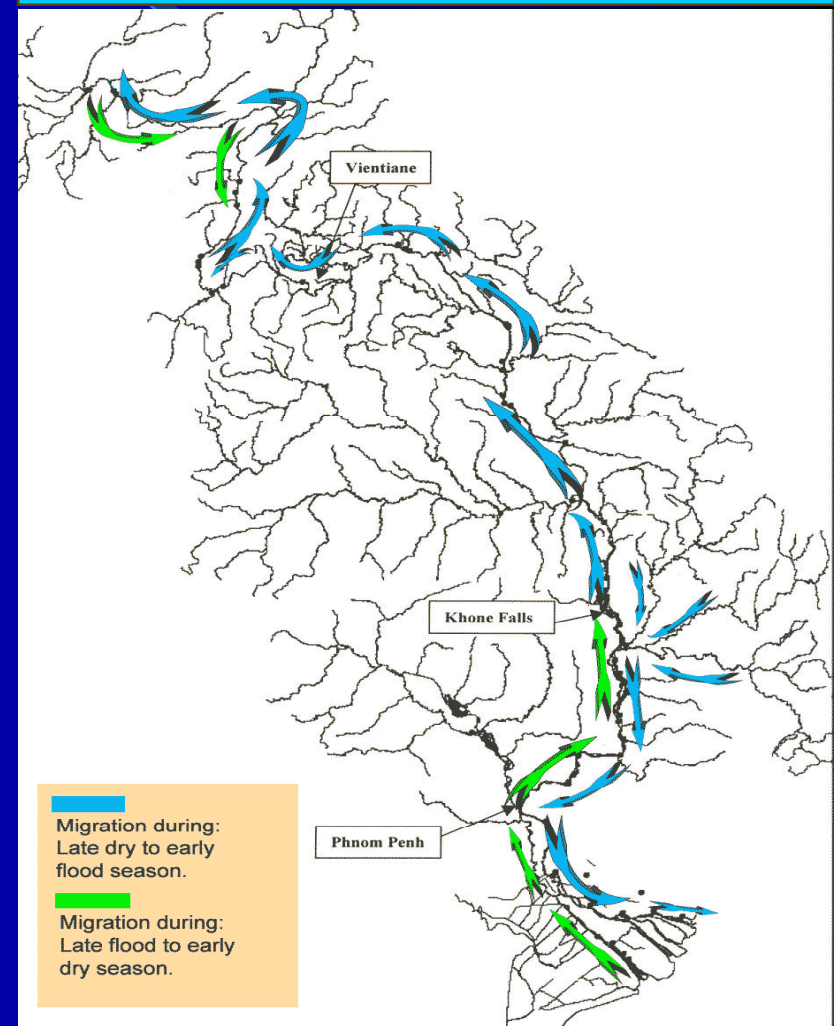 Vientiane
Khone Falls
Phnom Penh
Migration during:
Late dry to early
flood season.
Migration during:
Late flood to early
dry season.